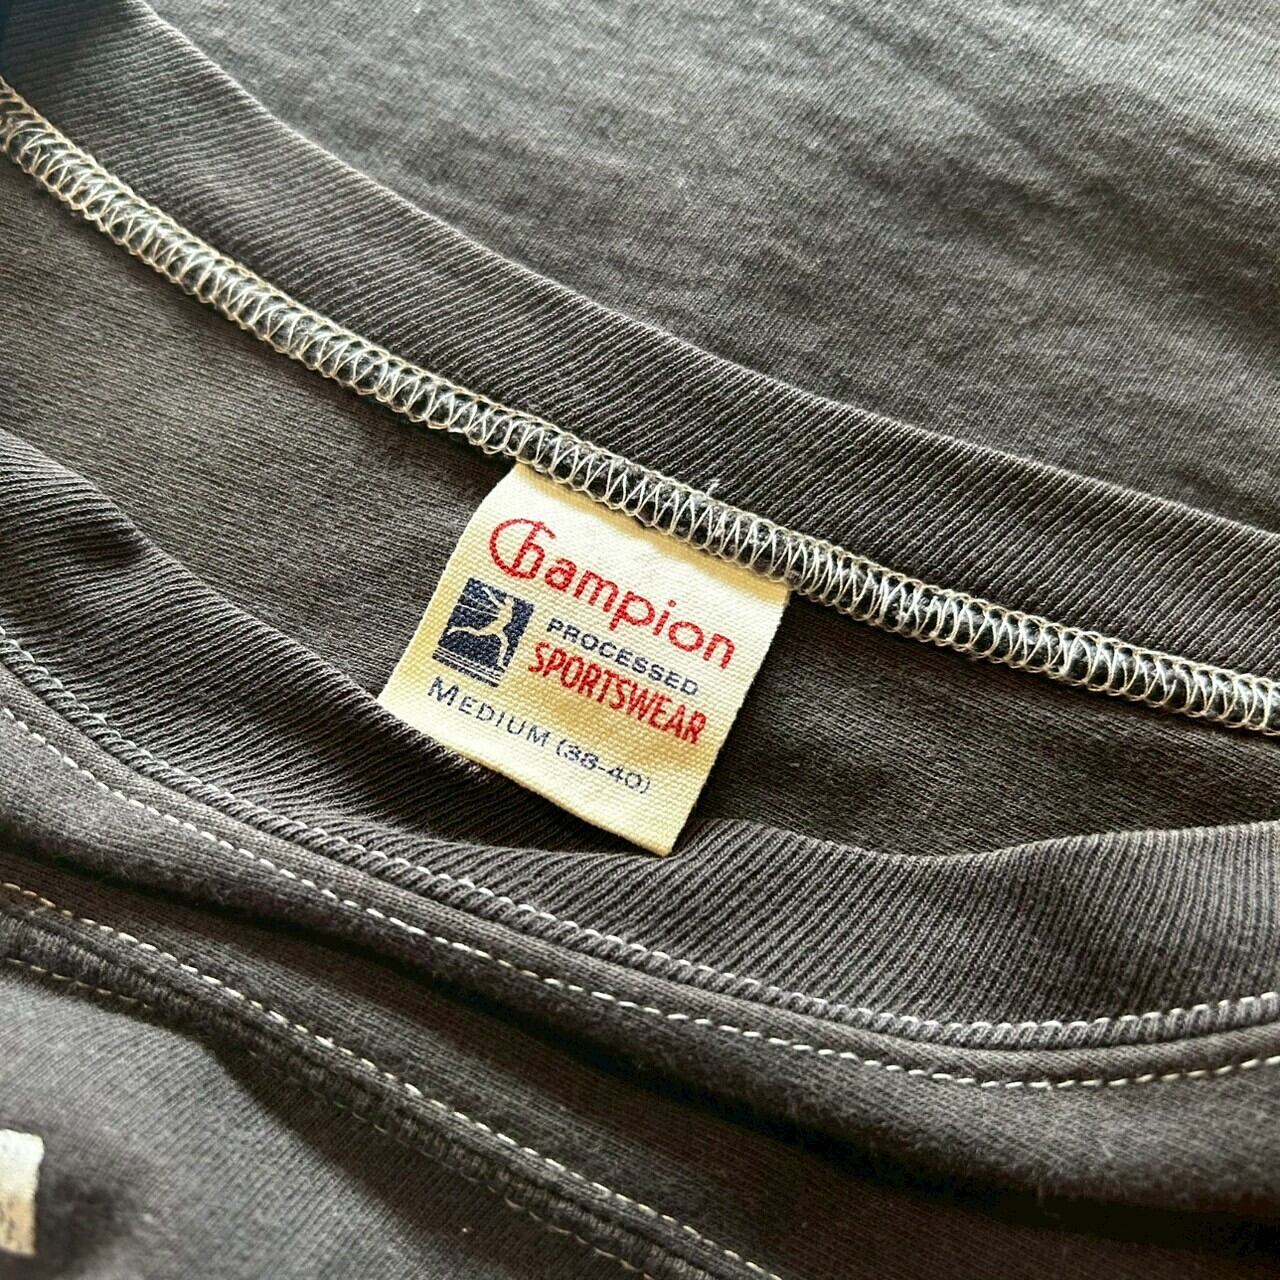 Champion
PROCESSED
SPORTSWEAR
MEDIUM (38-40)